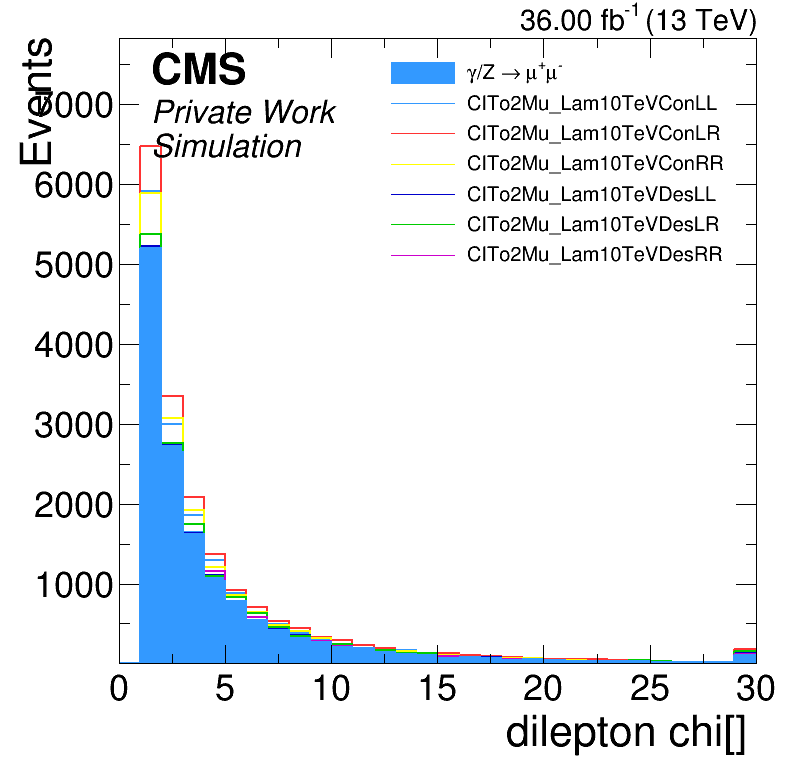 36.00 fb⁻¹ (13 TeV)
CMS
Private Work
Simulation
γ/Z → μ⁺μ⁻
CITo2Mu_Lam10TeVConLL
CITo2Mu_Lam10TeVConLR
CITo2Mu_Lam10TeVConRR
CITo2Mu_Lam10TeVDesLL
CITo2Mu_Lam10TeVDesLR
CITo2Mu_Lam10TeVDesRR
Events
7000
6000
5000
4000
3000
2000
1000
0 5 10 15 20 25 30
dilepton chi[]